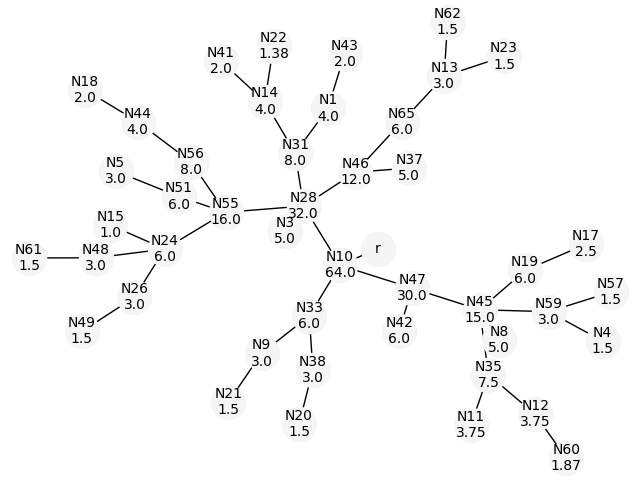 N62
1.5
N22
1.38
N43
2.0
N41
2.0
N23
1.5
N13
3.0
N18
2.0
N14
4.0
N1
4.0
N44
4.0
N65
6.0
N31
8.0
N56
8.0
N5
3.0
N46
12.0
N37
5.0
N51
6.0
N55
16.0
N28
32.0
N15
1.0
N3
5.0
N24
6.0
N61
1.5
N48
3.0
r
N17
2.5
N10
64.0
N19
6.0
N26
3.0
N47
30.0
N57
1.5
N49
1.5
N33
6.0
N42
6.0
N45
15.0
N59
3.0
N8
5.0
N4
1.5
N9
3.0
N38
3.0
N35
7.5
N21
1.5
N20
1.5
N11
3.75
N12
3.75
N60
1.87